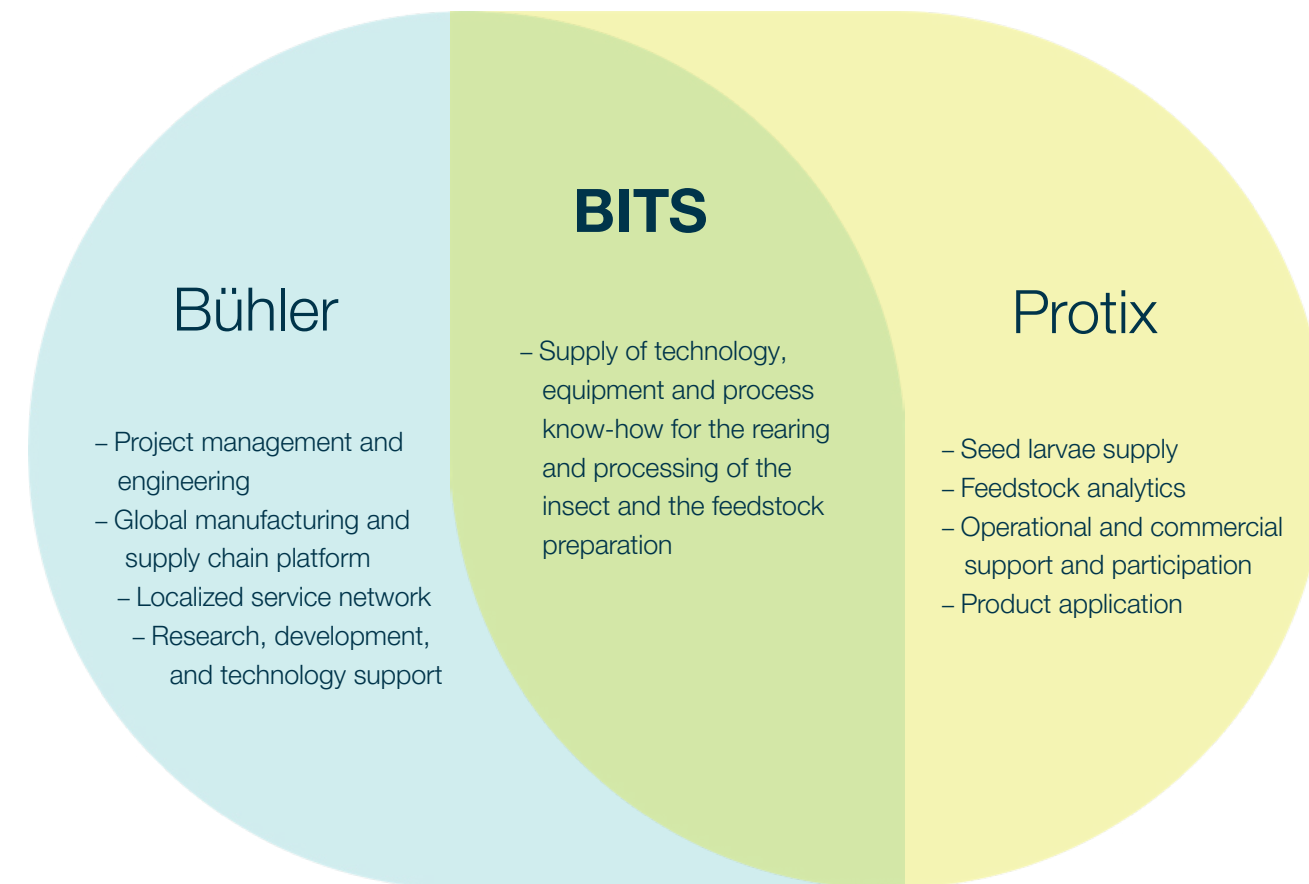 BITS
Bühler
Protix
– Project management and
engineering
– Global manufacturing and
supply chain platform
– Localized service network
– Research, development,
and technology support
– Supply of technology,
equipment and process
know-how for the rearing
and processing of the
insect and the feedstock
preparation
– Seed larvae supply
– Feedstock analytics
– Operational and commercial
support and participation
– Product application